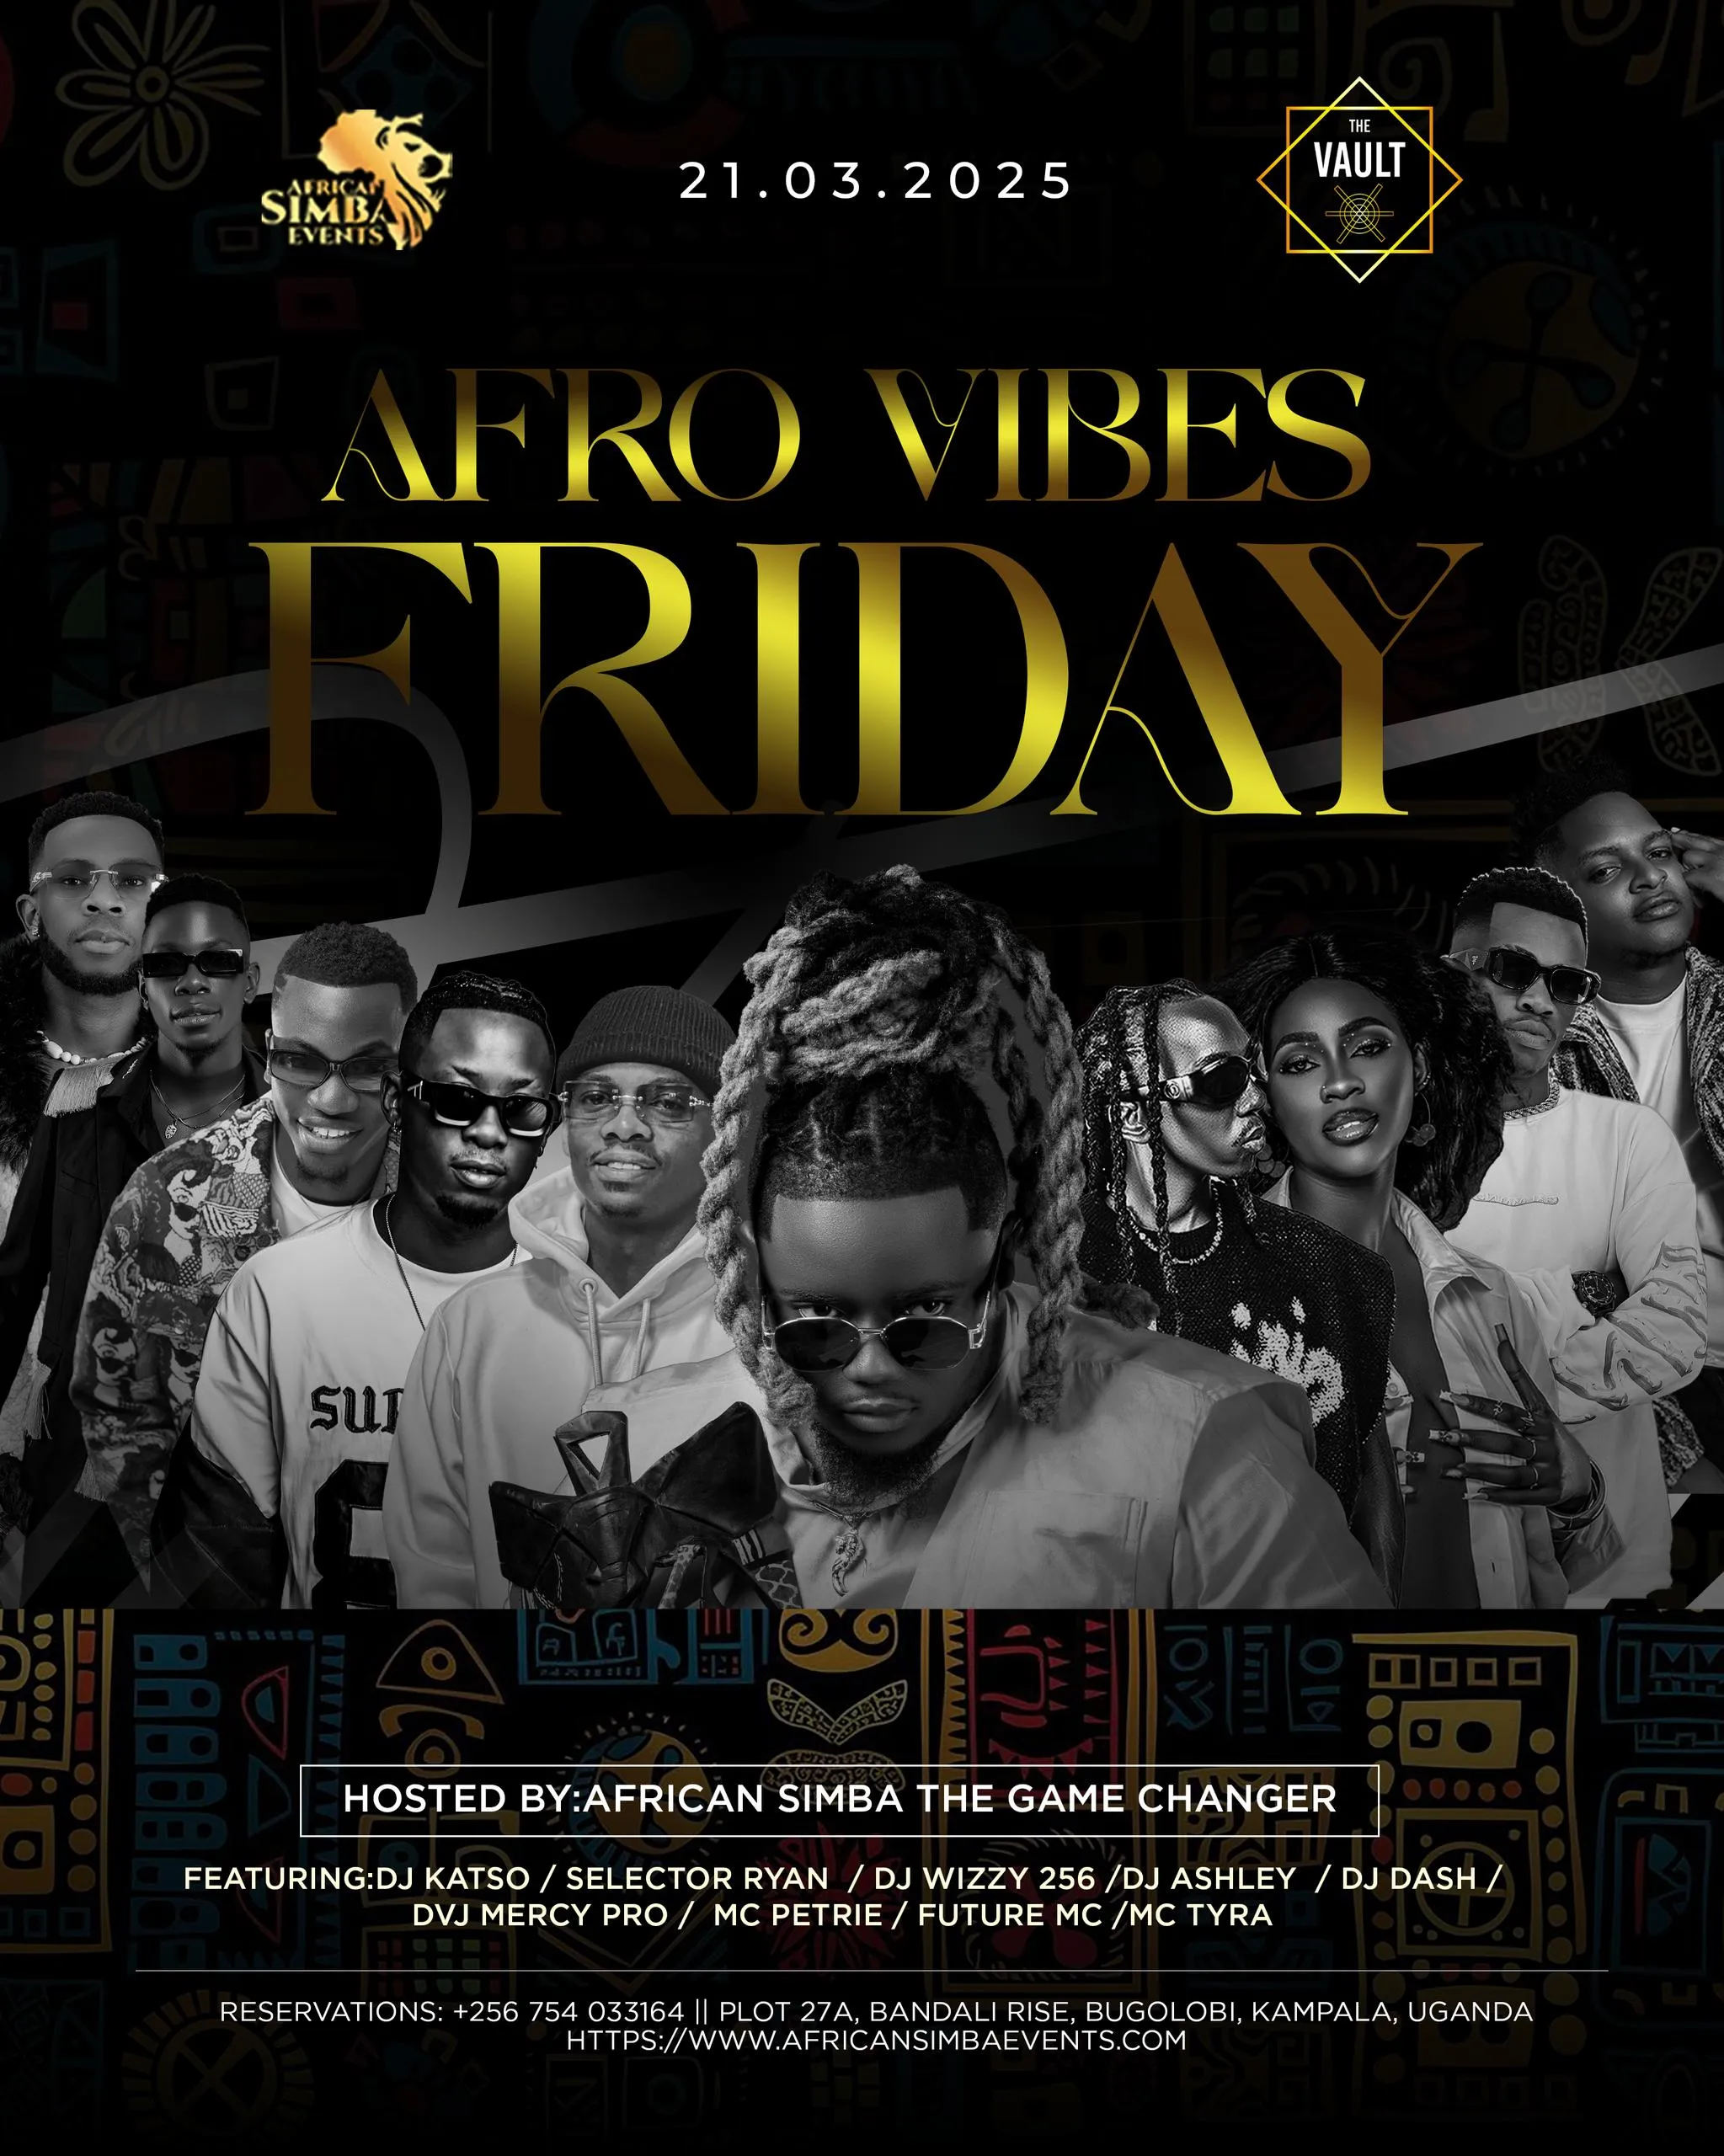 AFRICAN
SIMBA
EVENTS
21.03.2025
THE
VAULT
AFRO VIBES
FRIDAY
SUP
HOSTED BY:AFRICAN SIMBA THE GAME CHANGER
FEATURING:DJ KATSO / SELECTOR RYAN / DJ WIZZY 256 /DJ ASHLEY / DJ DASH /
DVJ MERCY PRO / MC PETRIE / FUTURE MC /MC TYRA
RESERVATIONS: +256 754 033164 || PLOT 27A, BANDALI RISE, BUGOLOBI, KAMPALA, UGANDA
HTTPS://WWW.AFRICANSIMBAEVENTS.COM